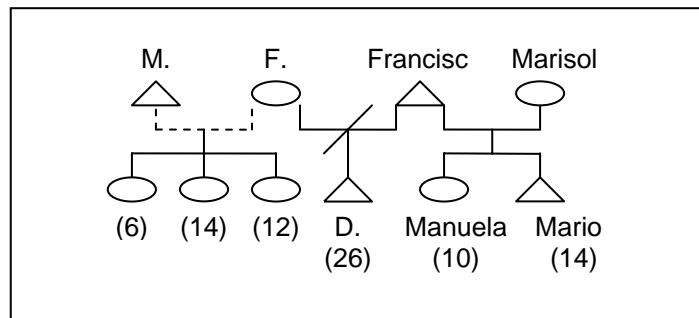 M. F. Francisc Marisol
(6) (14) (12) D. Manuela Mario
(26) (10) (14)